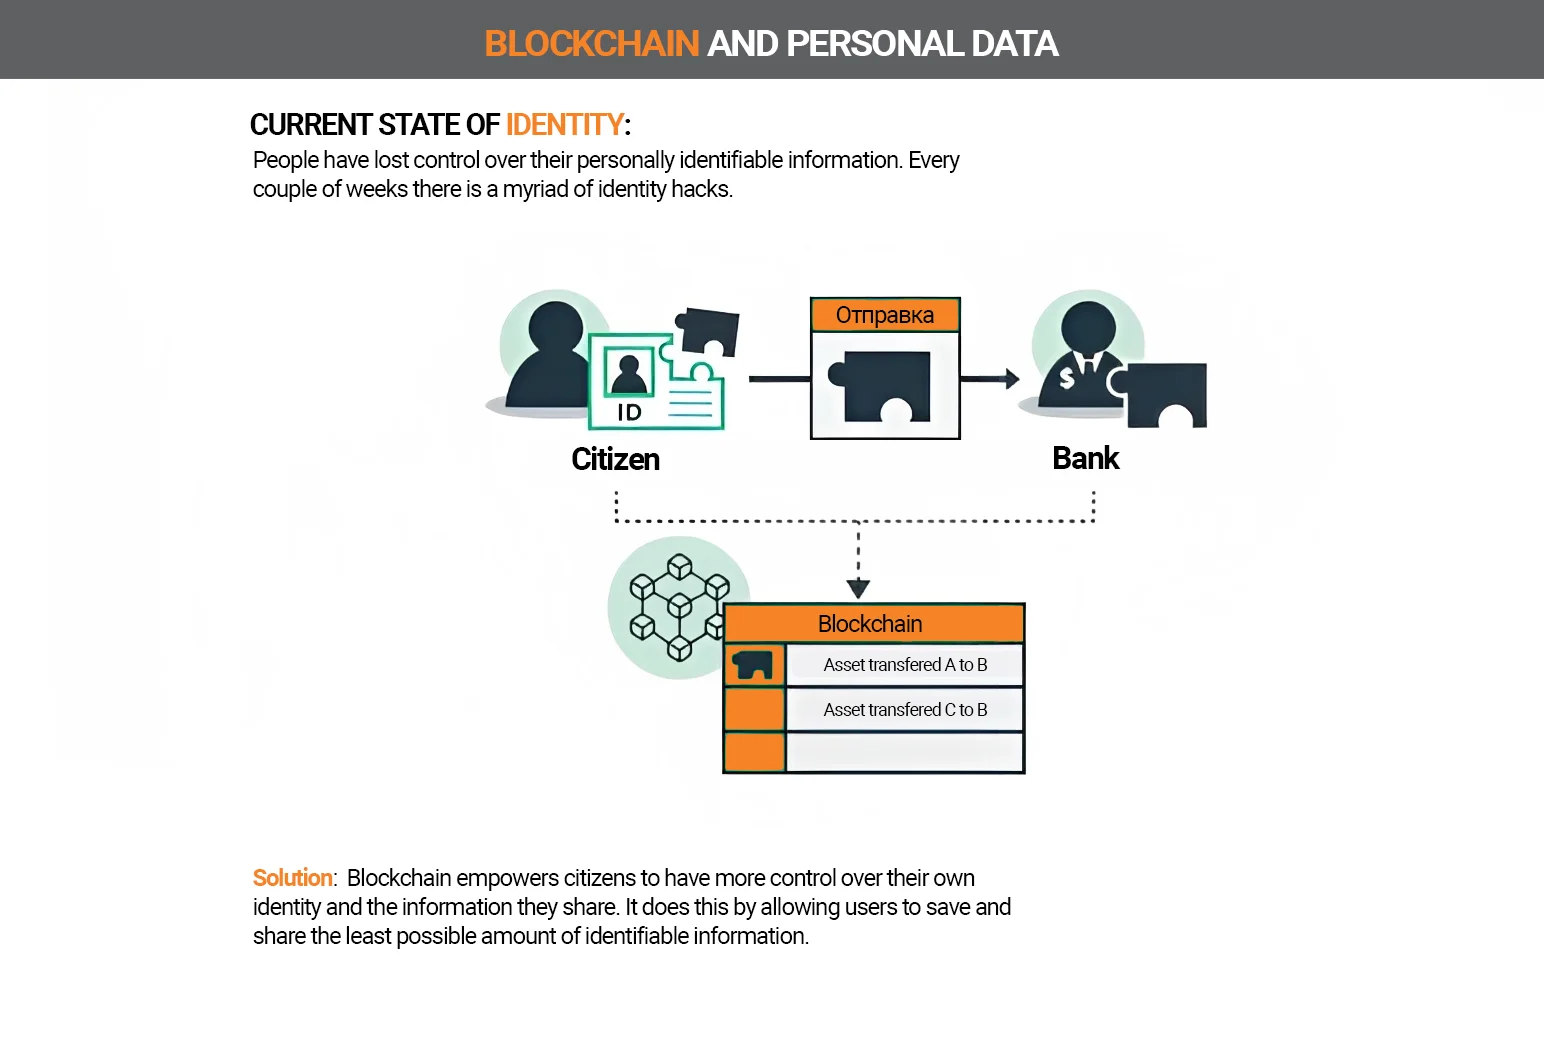 BLOCKCHAIN AND PERSONAL DATA
CURRENT STATE OF IDENTITY:
People have lost control over their personally identifiable information. Every
couple of weeks there is a myriad of identity hacks.
Отправка
$
ID
Citizen
Bank
Blockchain
Asset transfered A to B
Asset transfered C to B
Solution: Blockchain empowers citizens to have more control over their own
identity and the information they share. It does this by allowing users to save and
share the least possible amount of identifiable information.